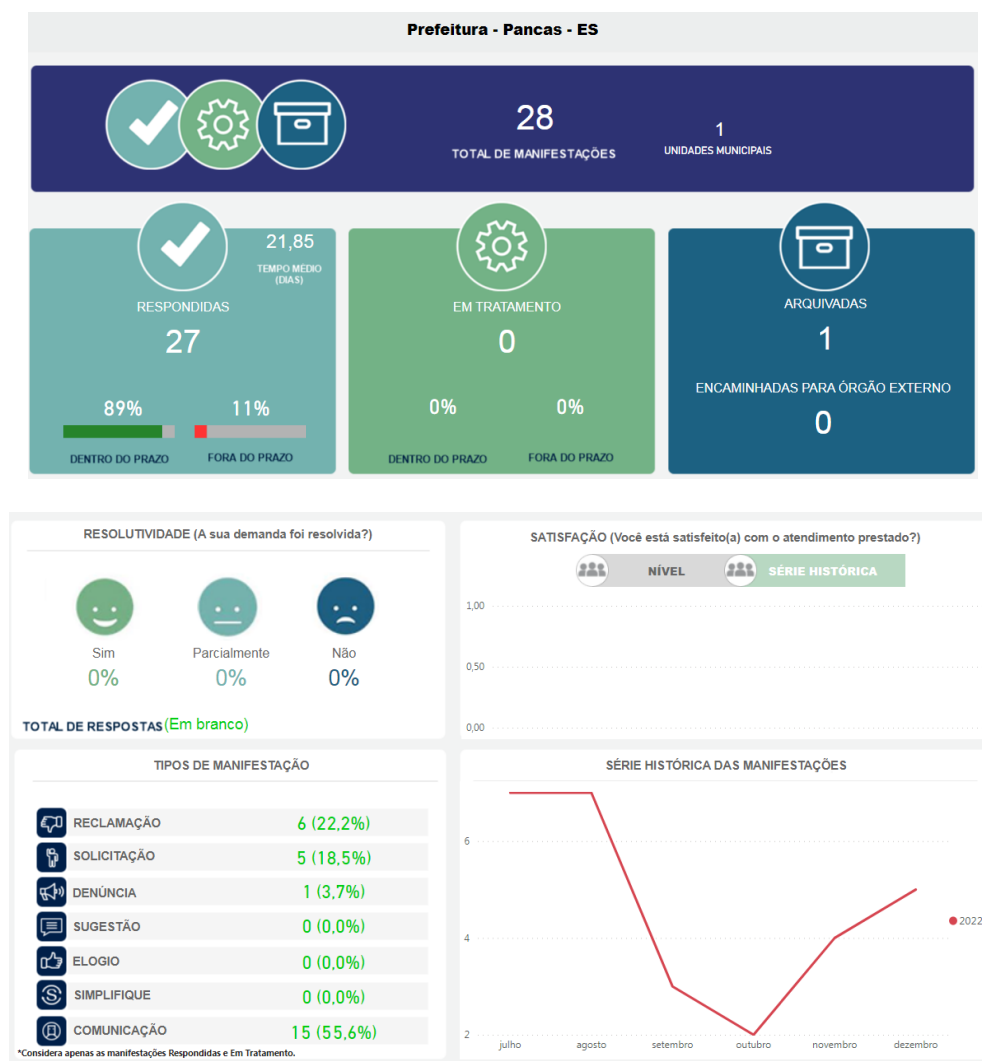 Prefeitura - Pancas - ES
28
TOTAL DE MANIFESTAÇÕES
1
UNIDADES MUNICIPAIS
21,85
TEMPO MÉDIO
(DIAS)
RESPONDIDAS
27
89%
11%
DENTRO DO PRAZO
FORA DO PRAZO
EM TRATAMENTO
0
0%
0%
DENTRO DO PRAZO
FORA DO PRAZO
ARQUIVADAS
1
ENCAMINHADAS PARA ÓRGÃO EXTERNO
0
RESOLUTIVIDADE (A sua demanda foi resolvida?)
Sim
Parcialmente
Não
0%
0%
0%
TOTAL DE RESPOSTAS (Em branco)
SATISFAÇÃO (Você está satisfeito(a) com o atendimento prestado?)
NÍVEL
SÉRIE HISTÓRICA
1,00
0,50
0,00
TIPOS DE MANIFESTAÇÃO
RECLAMAÇÃO 6 (22,2%)
SOLICITAÇÃO 5 (18,5%)
DENÚNCIA 1 (3,7%)
SUGESTÃO 0 (0,0%)
ELOGIO 0 (0,0%)
SIMPLIFIQUE 0 (0,0%)
COMUNICAÇÃO 15 (55,6%)
*Considera apenas as manifestações Respondidas e Em Tratamento.
SÉRIE HISTÓRICA DAS MANIFESTAÇÕES
6
4
2
julho agosto setembro outubro novembro dezembro
2022